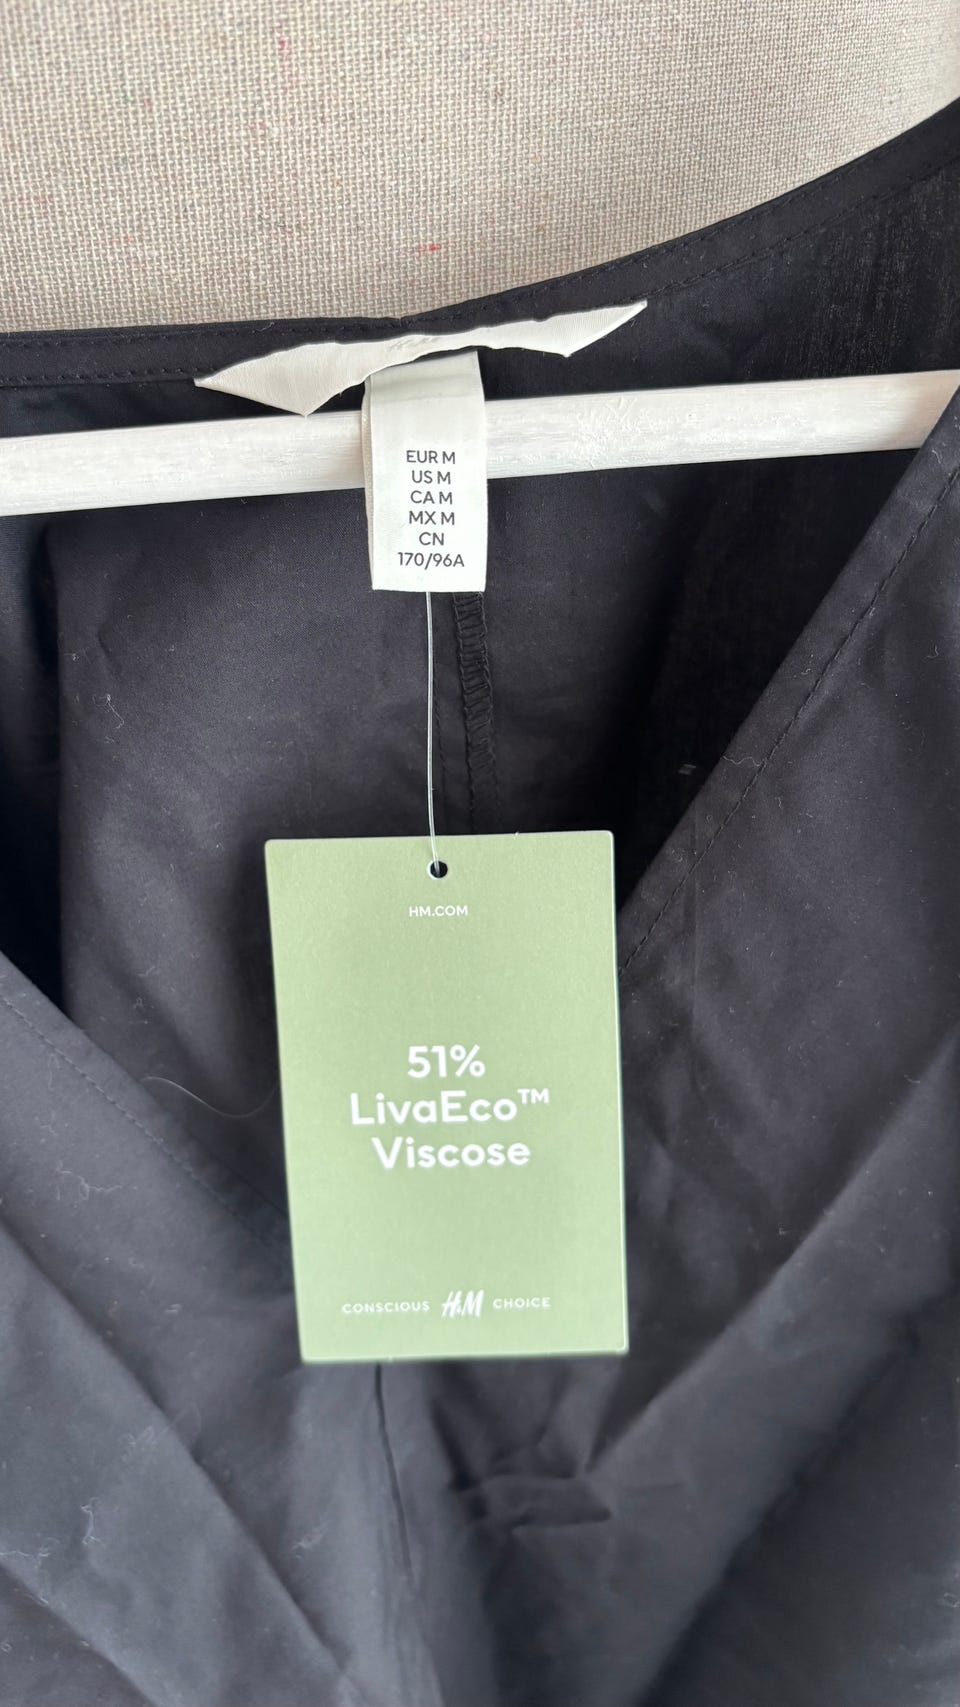 EUR M
US M
CA M
MX M
CN
170/96A
HM.COM
51%
LivaEco™
Viscose
CONSCIOUS H&M CHOICE